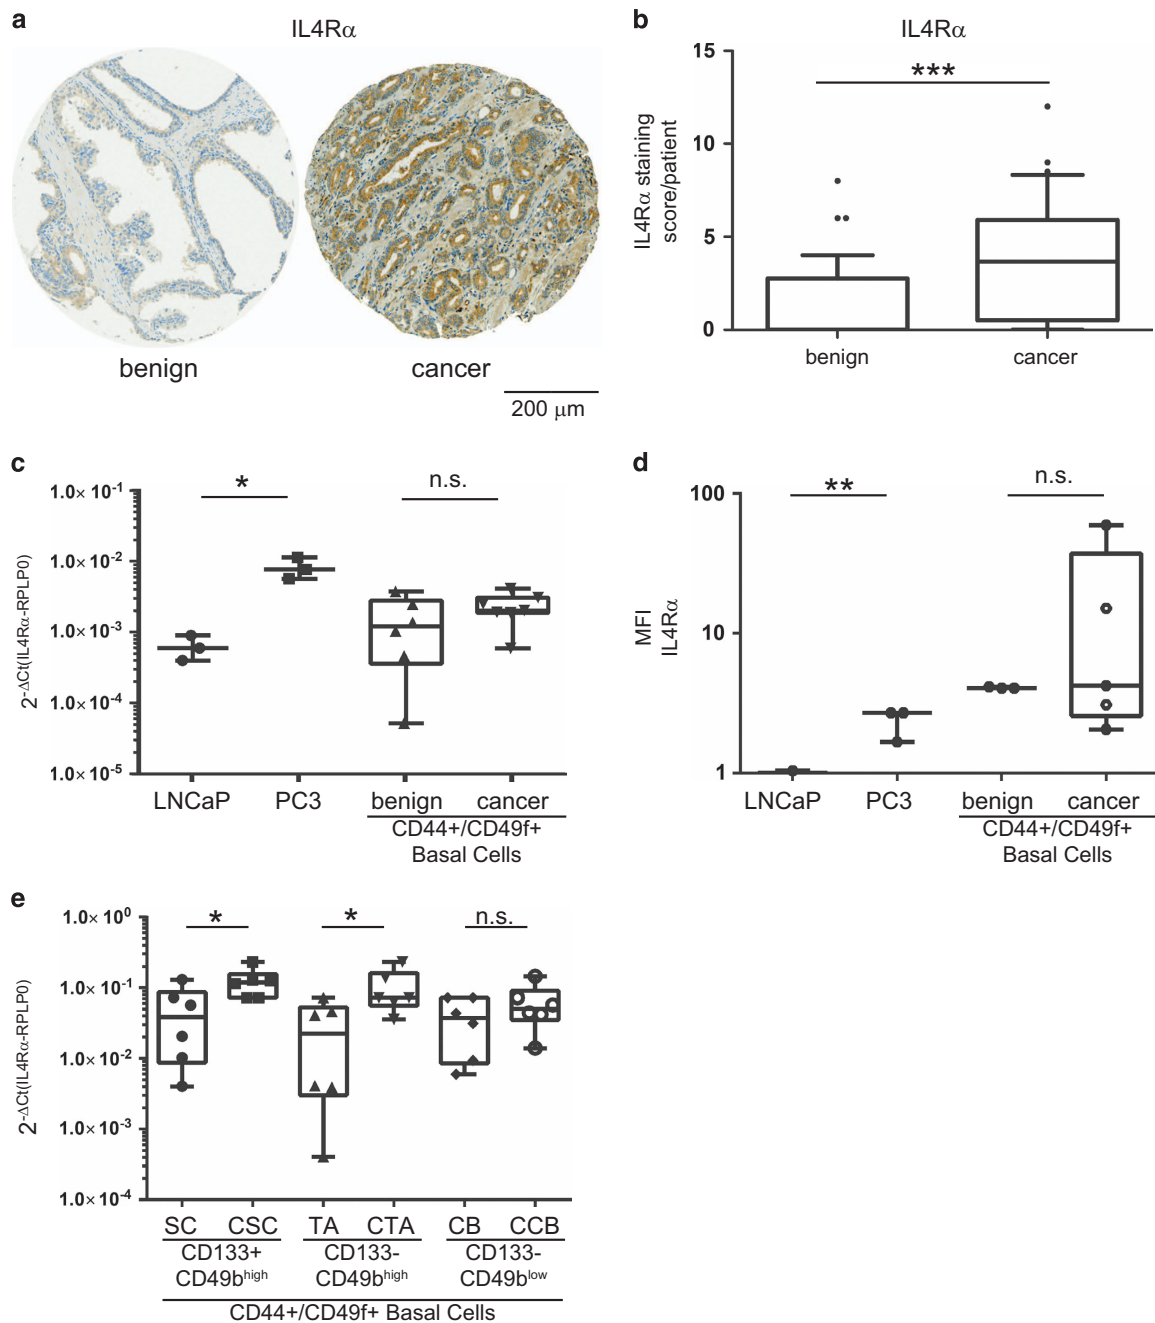 a
IL4Rα
benign
cancer
200 μm
b
IL4Rα
IL4Rα staining
score/patient
15
10
5
0
***
benign
cancer
c
2-ΔCt(IL4Rα-RPLP0)
1.0× 10-1
1.0× 10-2
1.0× 10-3
1.0× 10-4
1.0× 10-5
*
n.s.
LNCaP
PC3
benign
cancer
CD44+/CD49f+
Basal Cells
d
MFI
IL4Rα
100
10
1
**
n.s.
LNCaP
PC3
benign
cancer
CD44+/CD49f+
Basal Cells
e
2-ΔCt(IL4Rα-RPLP0)
1.0× 100
1.0× 10-1
1.0× 10-2
1.0× 10-3
1.0× 10-4
*
*
n.s.
SC
CSC
TA
CTA
CB
CCB
CD133+
CD49bhigh
CD133-
CD49bhigh
CD133-
CD49blow
CD44+/CD49f+ Basal Cells